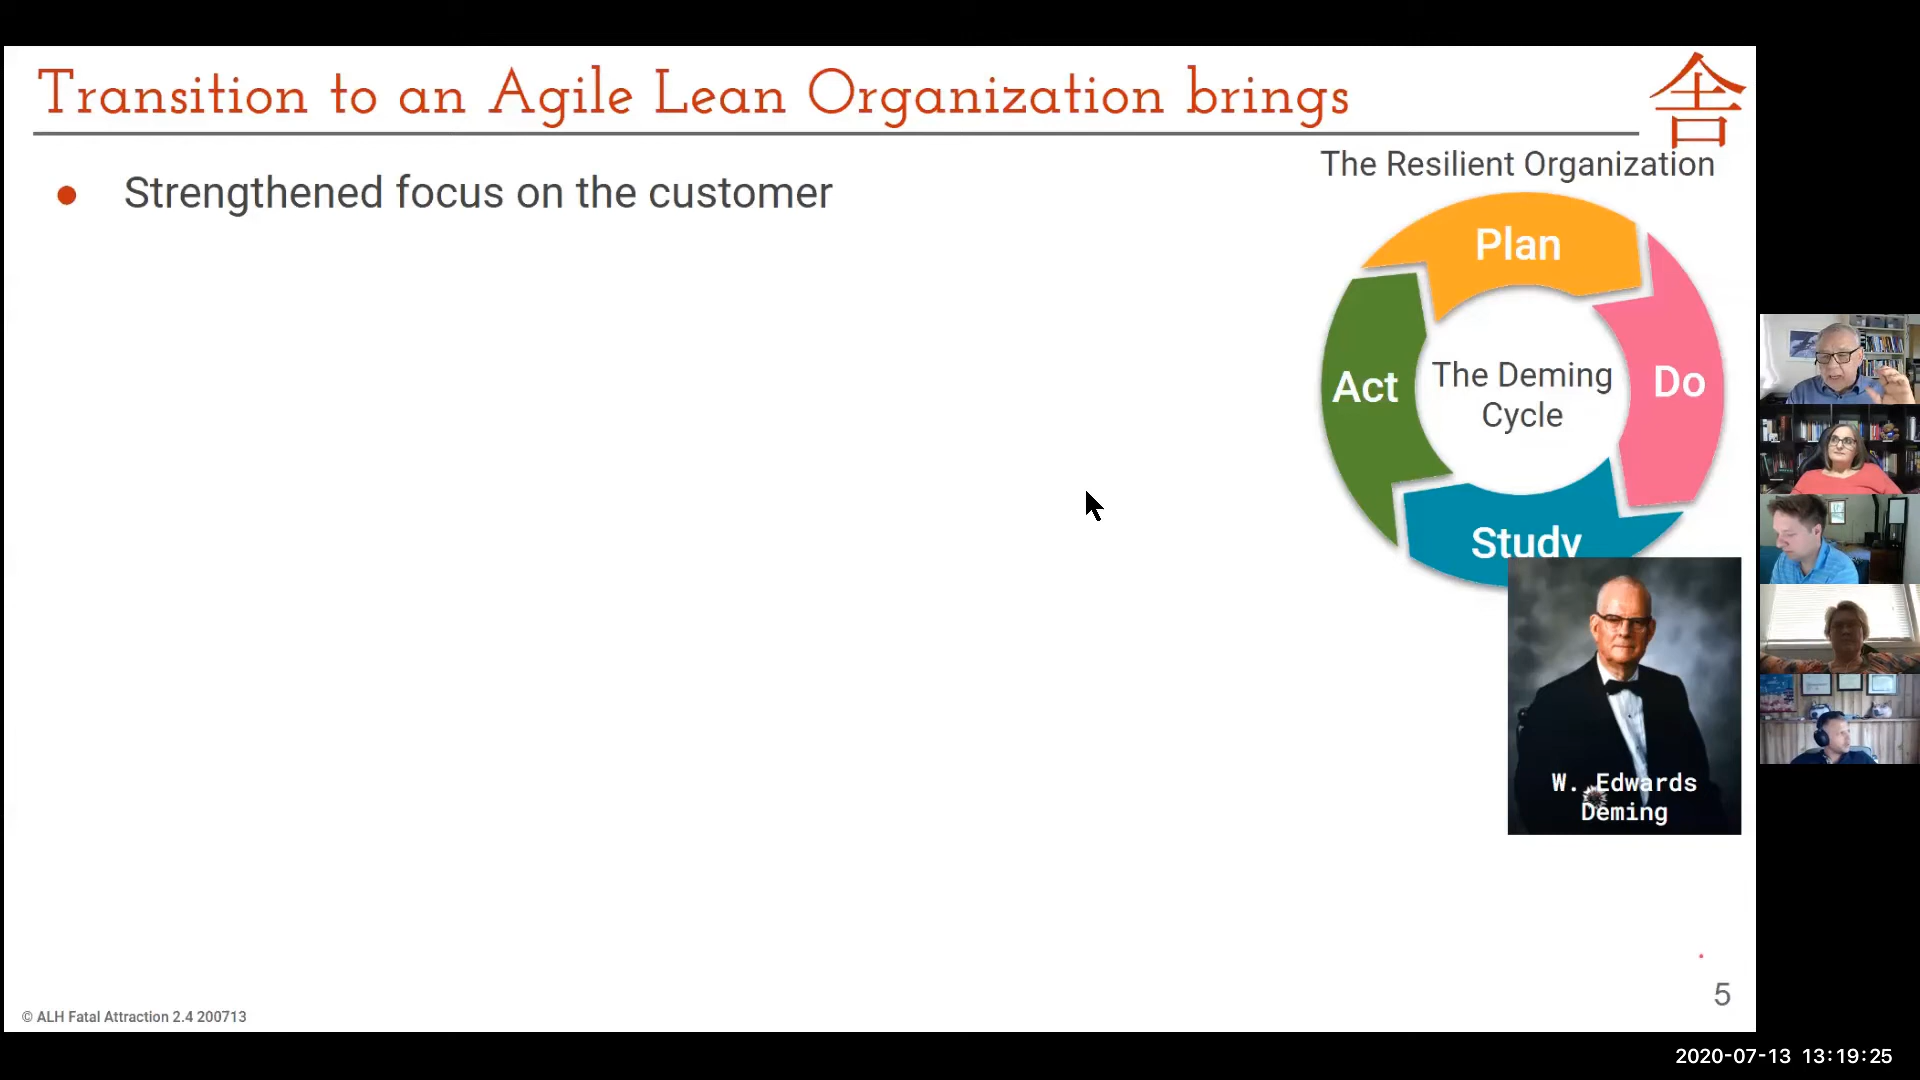 Transition to an Agile Lean Organization brings
舎
The Resilient Organization
● Strengthened focus on the customer
Plan
Do
Act
The Deming
Cycle
Study
W. Edwards
Deming
5
© ALH Fatal Attraction 2.4 200713
2020-07-13 13:19:25